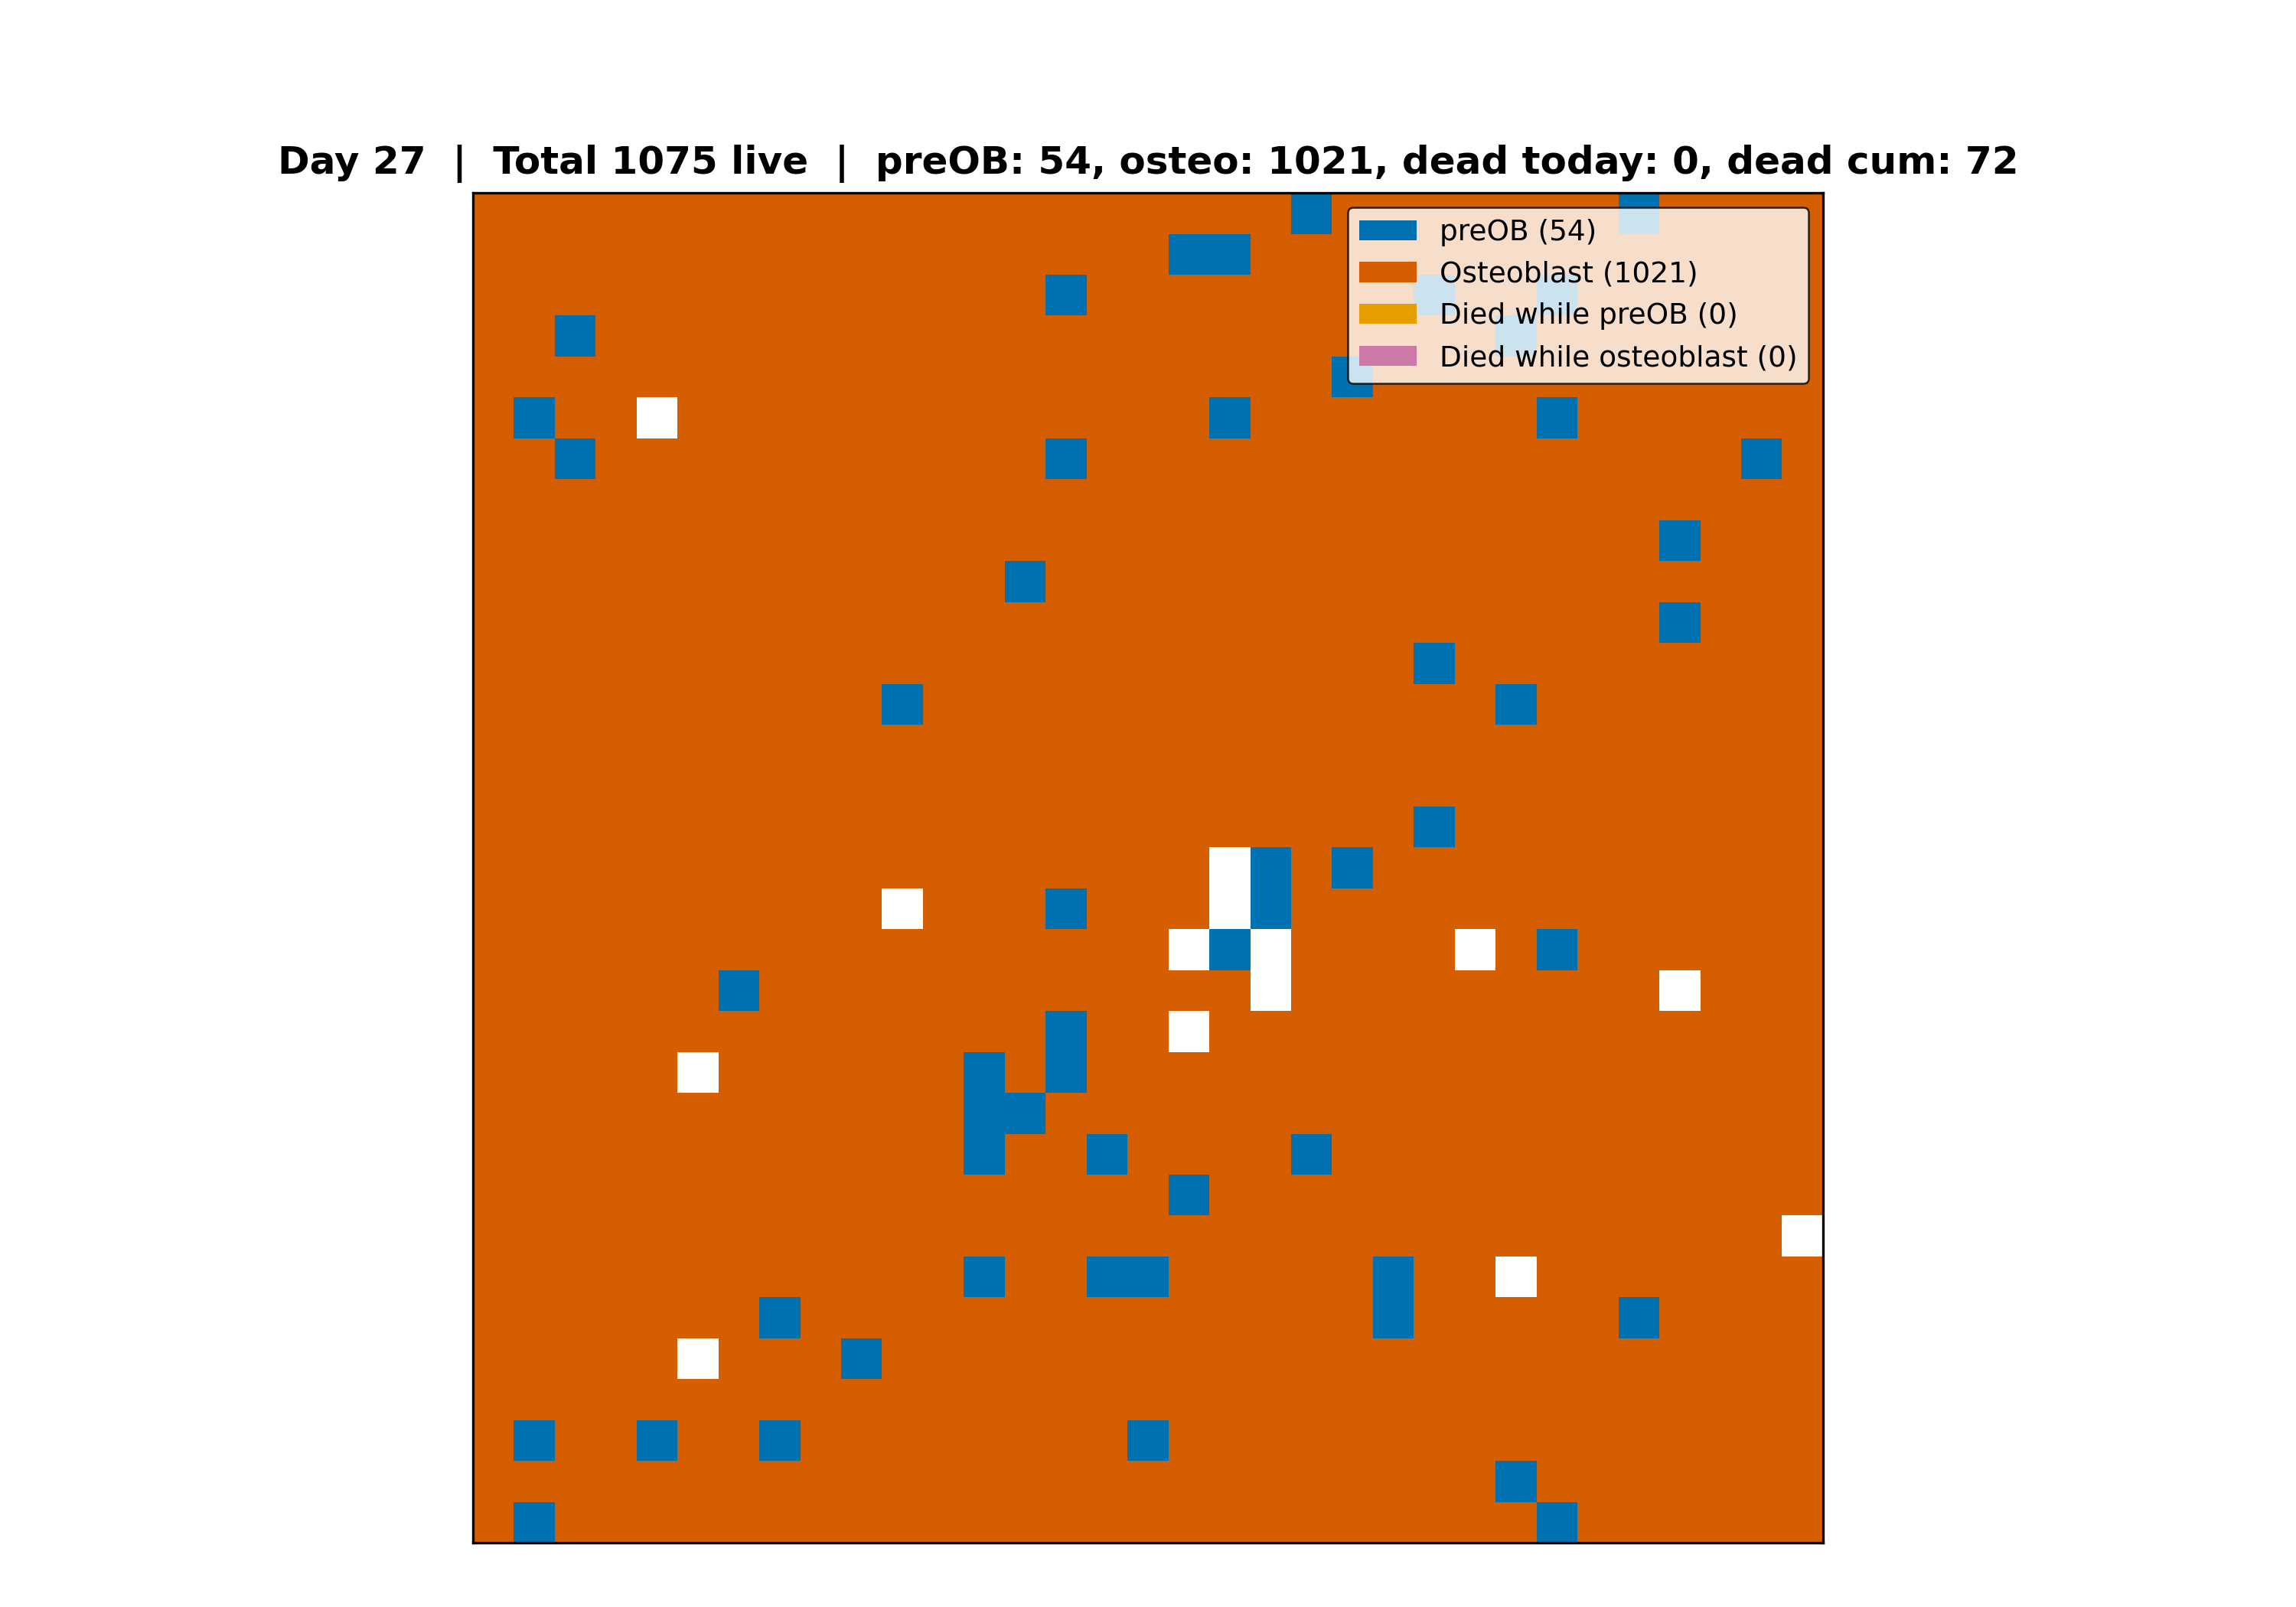 Day 27 | Total 1075 live | preOB: 54, osteo: 1021, dead today: 0, dead cum: 72
preOB (54)
Osteoblast (1021)
Died while preOB (0)
Died while osteoblast (0)